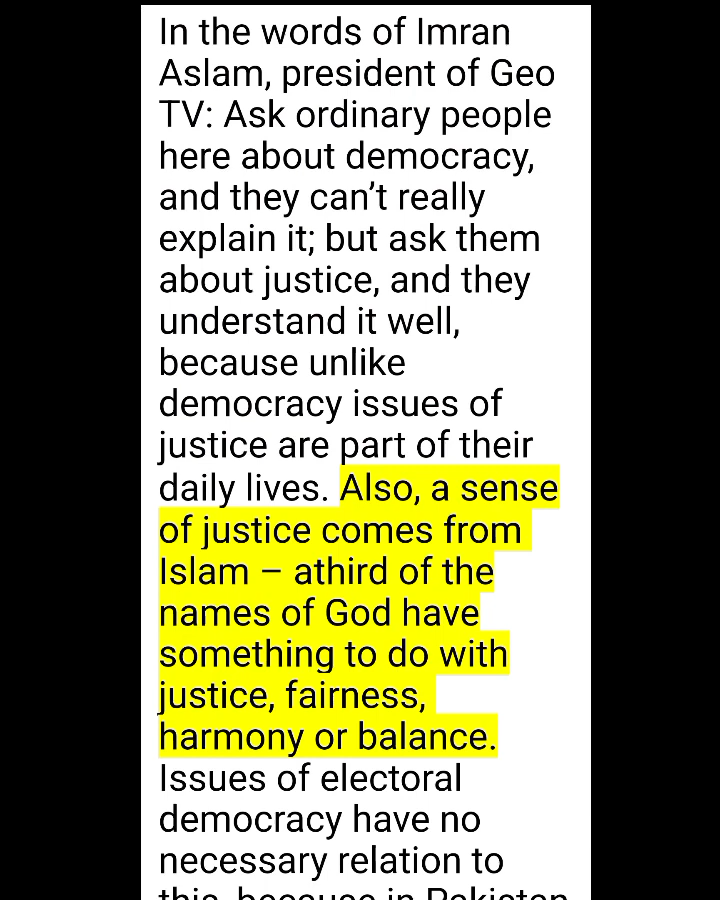 In the words of Imran
Aslam, president of Geo
TV: Ask ordinary people
here about democracy,
and they can’t really
explain it; but ask them
about justice, and they
understand it well,
because unlike
democracy issues of
justice are part of their
daily lives. Also, a sense
of justice comes from
Islam – athird of the
names of God have
something to do with
justice, fairness,
harmony or balance.
Issues of electoral
democracy have no
necessary relation to
this, because in Pakistan